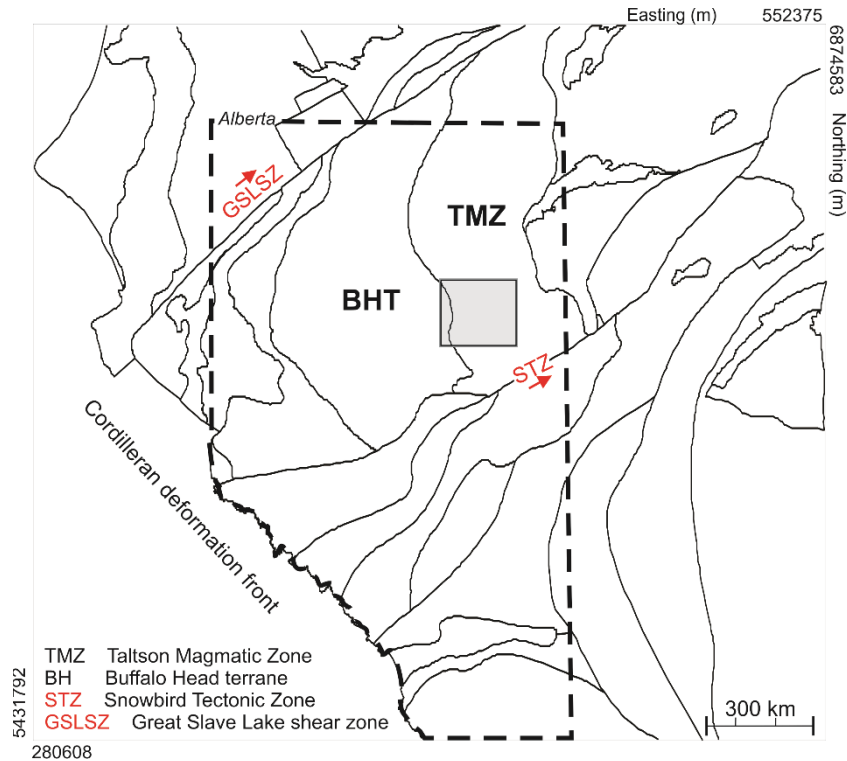 Easting (m) 552375
6874583 Northing (m)
Alberta
GSLSZ
TMZ
BHT
STZ
Cordilleran deformation front
TMZ Taltson Magmatic Zone
BH Buffalo Head terrane
STZ Snowbird Tectonic Zone
GSLSZ Great Slave Lake shear zone
300 km
5431792
280608